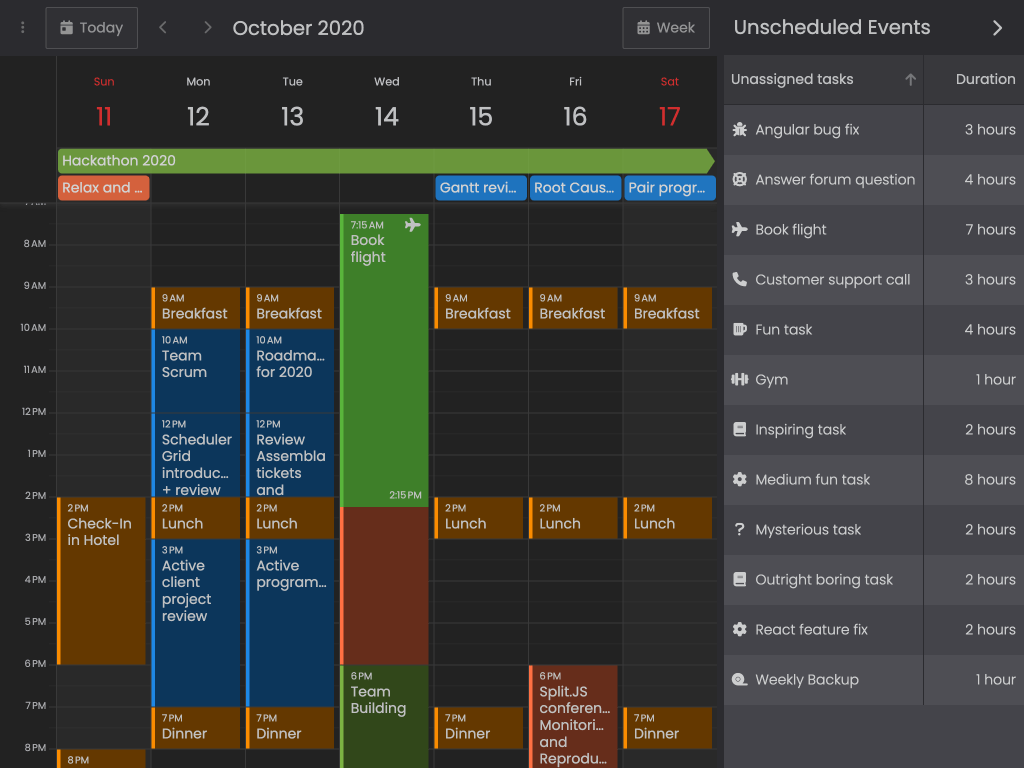 Today
October 2020
Week
Unscheduled Events
Sun
11
Mon
12
Tue
13
Wed
14
Thu
15
Fri
16
Sat
17
Hackathon 2020
Relax and ...
Gantt revi...
Root Caus...
Pair progr...
8 AM
9 AM
10 AM
11 AM
12 PM
1 PM
2 PM
3 PM
4 PM
5 PM
6 PM
7 PM
8 PM
2 PM
Check-In
in Hotel
8 PM
9 AM
Breakfast
10 AM
Team
Scrum
12 PM
Scheduler
Grid
introduc...
+ review
2 PM
Lunch
3 PM
Active
client
project
review
7 PM
Dinner
9 AM
Breakfast
10 AM
Roadma...
for 2020
12 PM
Review
Assembla
tickets
and
2 PM
Lunch
3 PM
Active
program...
7 PM
Dinner
7:15 AM
Book
flight
2:15 PM
6 PM
Team
Building
9 AM
Breakfast
2 PM
Lunch
7 PM
Dinner
9 AM
Breakfast
2 PM
Lunch
6 PM
Split.JS
conferen...
Monitori...
and
Reprodu...
9 AM
Breakfast
2 PM
Lunch
7 PM
Dinner
Unassigned tasks Duration
Angular bug fix 3 hours
Answer forum question 4 hours
Book flight 7 hours
Customer support call 3 hours
Fun task 4 hours
Gym 1 hour
Inspiring task 2 hours
Medium fun task 8 hours
Mysterious task 2 hours
Outright boring task 2 hours
React feature fix 2 hours
Weekly Backup 1 hour